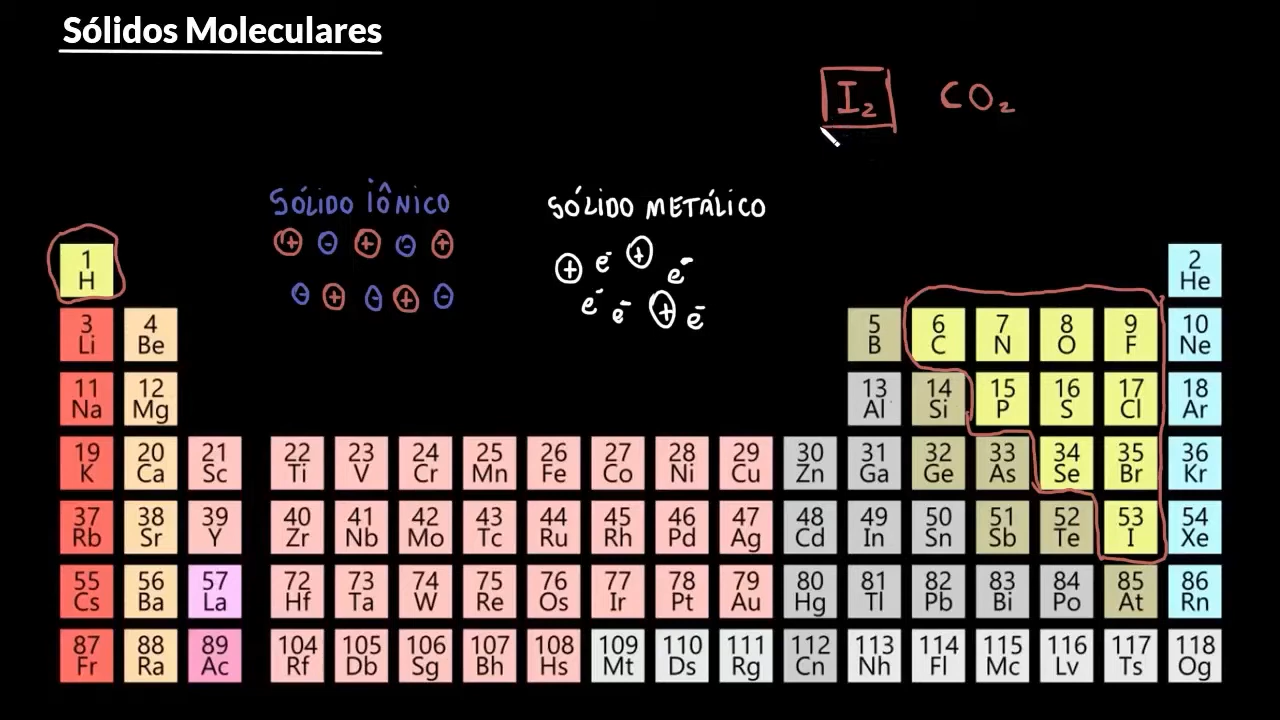 Sólidos Moleculares
I₂ CO₂
SÓLIDO IÔNICO SÓLIDO METÁLICO
+ - + - + + e⁻ + e⁻
- + - + - e⁻ e⁻ + e⁻
1 2
H He
3 4 5 6 7 8 9 10
Li Be B C N O F Ne
11 12 13 14 15 16 17 18
Na Mg Al Si P S Cl Ar
19 20 21 22 23 24 25 26 27 28 29 30 31 32 33 34 35 36
K Ca Sc Ti V Cr Mn Fe Co Ni Cu Zn Ga Ge As Se Br Kr
37 38 39 40 41 42 43 44 45 46 47 48 49 50 51 52 53 54
Rb Sr Y Zr Nb Mo Tc Ru Rh Pd Ag Cd In Sn Sb Te I Xe
55 56 57 72 73 74 75 76 77 78 79 80 81 82 83 84 85 86
Cs Ba La Hf Ta W Re Os Ir Pt Au Hg Tl Pb Bi Po At Rn
87 88 89 104 105 106 107 108 109 110 111 112 113 114 115 116 117 118
Fr Ra Ac Rf Db Sg Bh Hs Mt Ds Rg Cn Nh Fl Mc Lv Ts Og